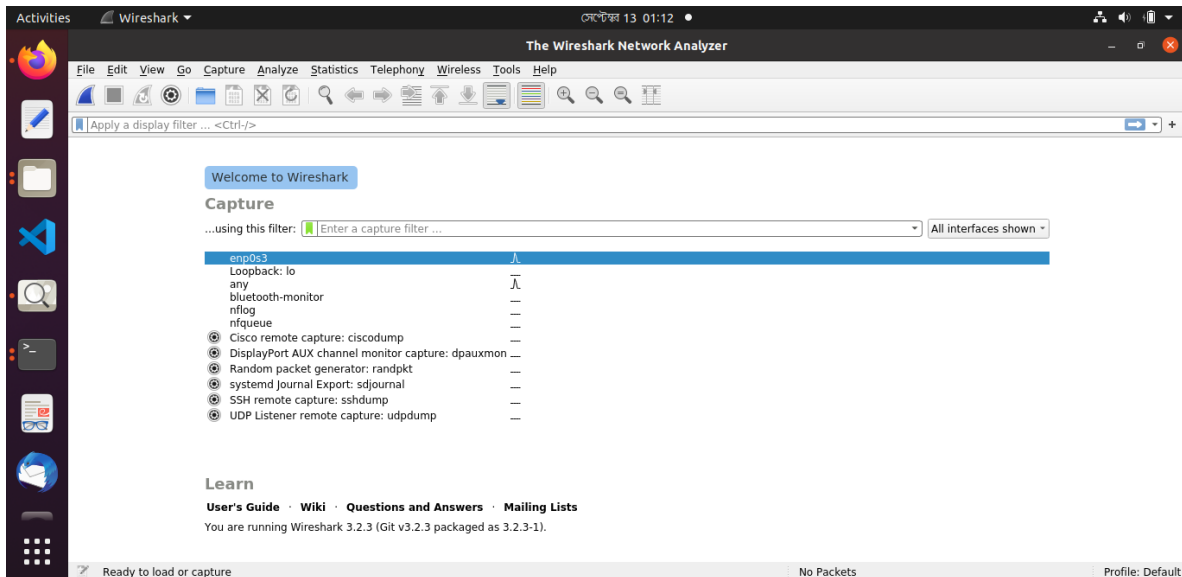 Activities Wireshark সেপ্টেম্বর 13 01:12
The Wireshark Network Analyzer
File Edit View Go Capture Analyze Statistics Telephony Wireless Tools Help
Apply a display filter ... <Ctrl-/>
Welcome to Wireshark
Capture
...using this filter: Enter a capture filter ... All interfaces shown
enp0s3
Loopback: lo
any
bluetooth-monitor
nflog
nfqueue
Cisco remote capture: ciscodump
DisplayPort AUX channel monitor capture: dpauxmon
Random packet generator: randpkt
systemd Journal Export: sdjournal
SSH remote capture: sshdump
UDP Listener remote capture: udpdump
Learn
User's Guide · Wiki · Questions and Answers · Mailing Lists
You are running Wireshark 3.2.3 (Git v3.2.3 packaged as 3.2.3-1).
Ready to load or capture No Packets Profile: Default